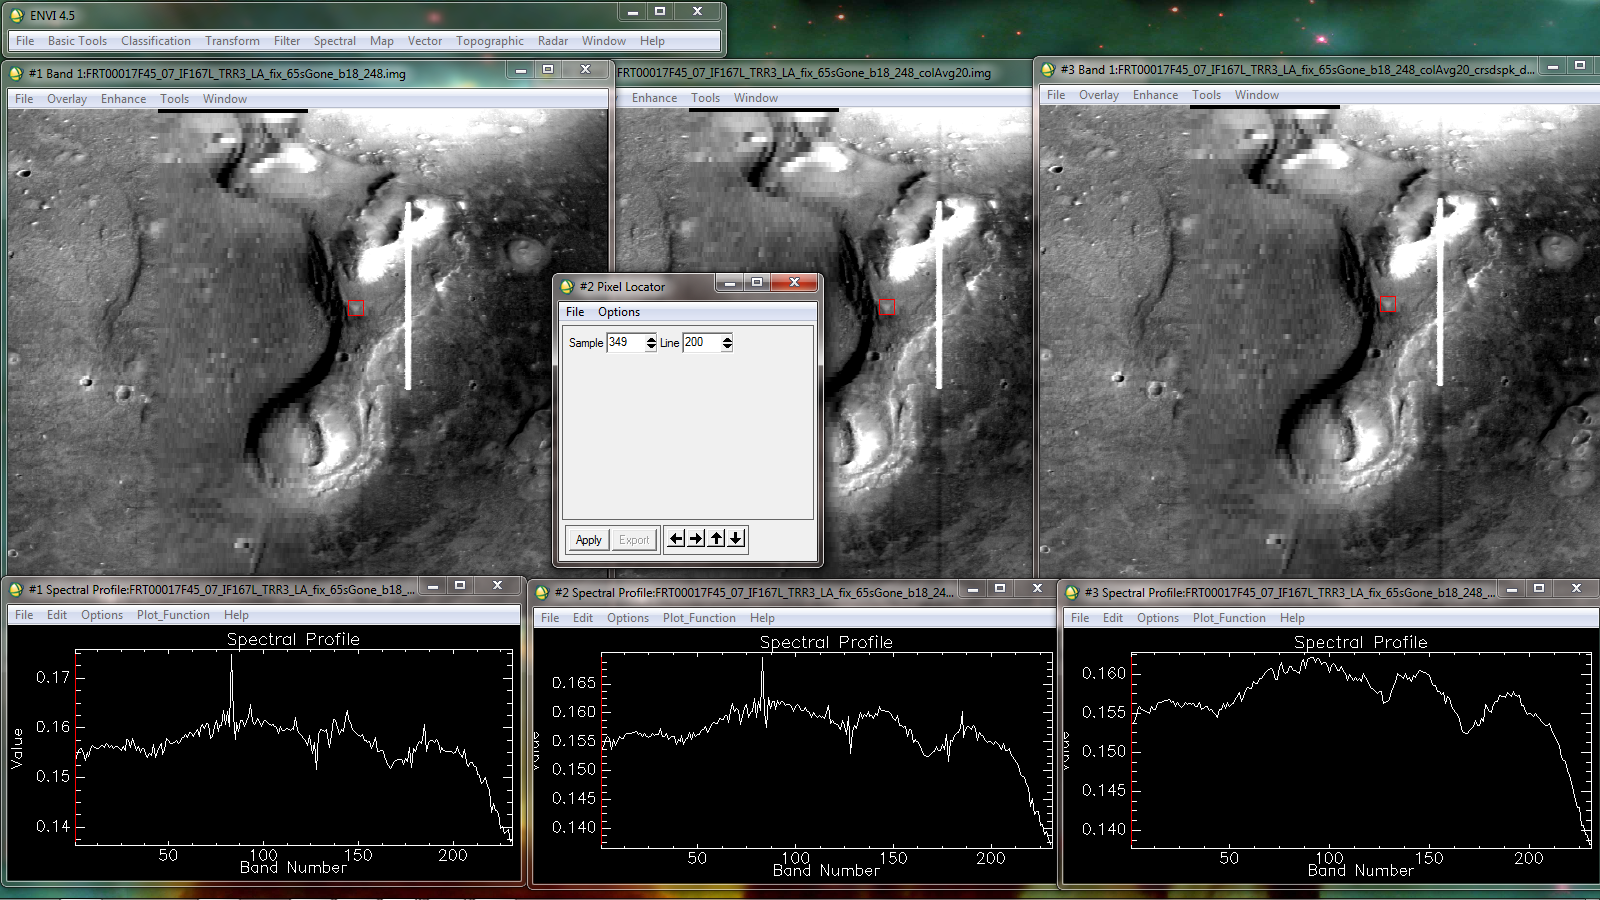 ENVI 4.5
File Basic Tools Classification Transform Filter Spectral Map Vector Topographic Radar Window Help
#1 Band 1:FRT00017F45_07_IF167L_TRR3_LA_fix_65sGone_b18_248.img
File Overlay Enhance Tools Window
FRT00017F45_07_IF167L_TRR3_LA_fix_65sGone_b18_248_colAvg20.img
Enhance Tools Window
#3 Band 1:FRT00017F45_07_IF167L_TRR3_LA_fix_65sGone_b18_248_colAvg20_crsdspk_d...
File Overlay Enhance Tools Window
#2 Pixel Locator
File Options
Sample 349 Line 200
Apply Export
#1 Spectral Profile:FRT00017F45_07_IF167L_TRR3_LA_fix_65sGone_b18_...
File Edit Options Plot_Function Help
Spectral Profile
0.17
0.16
0.15
0.14
Value
50 100 150 200
Band Number
#2 Spectral Profile:FRT00017F45_07_IF167L_TRR3_LA_fix_65sGone_b18_24...
File Edit Options Plot_Function Help
Spectral Profile
0.165
0.160
0.155
0.150
0.145
0.140
Value
50 100 150 200
Band Number
#3 Spectral Profile:FRT00017F45_07_IF167L_TRR3_LA_fix_65sGone_b18_248_...
File Edit Options Plot_Function Help
Spectral Profile
0.160
0.155
0.150
0.145
0.140
Value
50 100 150 200
Band Number